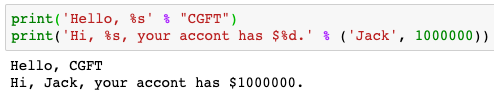 print('Hello, %s' % "CGFT")
print('Hi, %s, your accont has $%d.' % ('Jack', 1000000))
Hello, CGFT
Hi, Jack, your accont has $1000000.